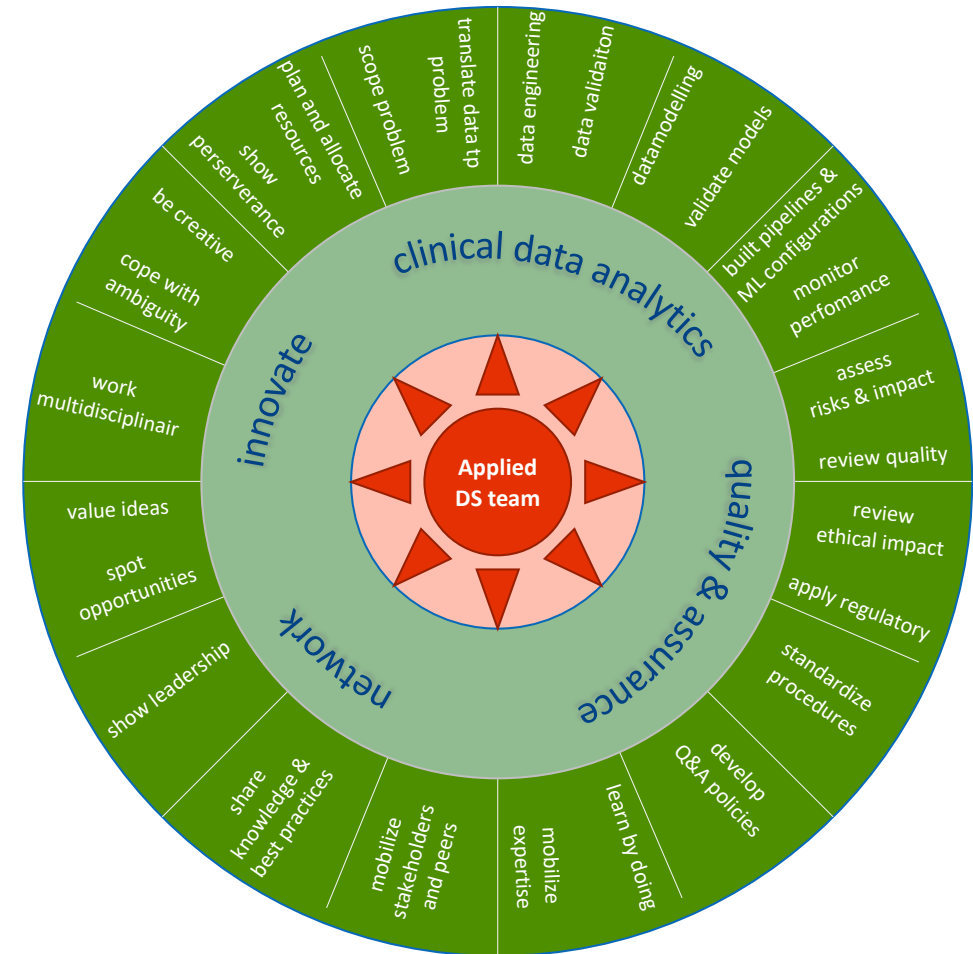 translate data tp
problem
data engineering
data validaiton
datamodelling
validate models
built pipelines &
ML configurations
monitor
perfomance
assess
risks & impact
review quality
review
ethical impact
apply regulatory
standardize
procedures
develop
Q&A policies
learn by doing
mobilize
expertise
mobilize
stakeholders
and peers
share
knowledge &
best practices
show leadership
spot
opportunities
value ideas
work
multidisciplinair
cope with
ambiguity
be creative
show
perserverance
plan and allocate
resources
scope problem
clinical data analytics
quality & assurance
network
innovate
Applied
DS team